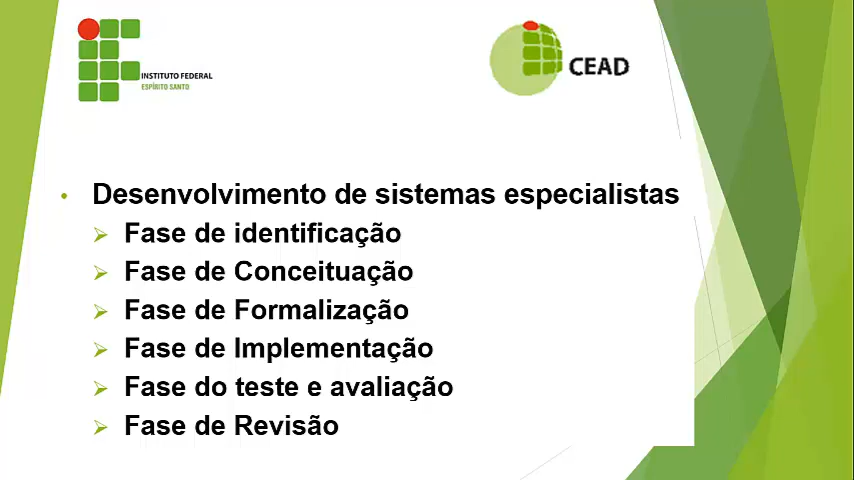 INSTITUTO FEDERAL
ESPÍRITO SANTO
CEAD
Desenvolvimento de sistemas especialistas
Fase de identificação
Fase de Conceituação
Fase de Formalização
Fase de Implementação
Fase do teste e avaliação
Fase de Revisão